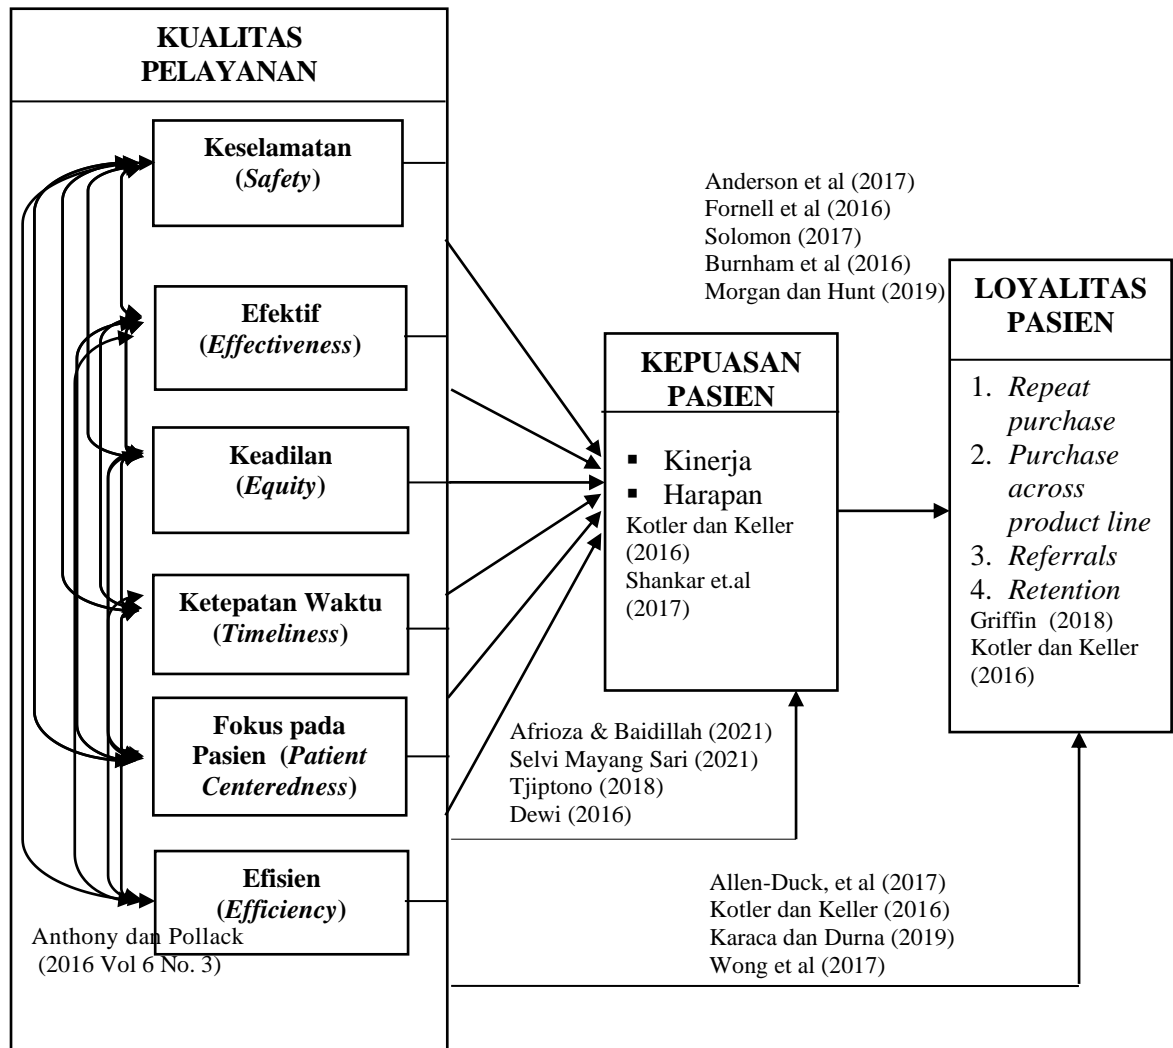 KUALITAS
PELAYANAN
Keselamatan
(Safety)
Efektif
(Effectiveness)
Keadilan
(Equity)
Ketepatan Waktu
(Timeliness)
Fokus pada
Pasien (Patient
Centeredness)
Efisien
(Efficiency)
Anthony dan Pollack
(2016 Vol 6 No. 3)
Anderson et al (2017)
Fornell et al (2016)
Solomon (2017)
Burnham et al (2016)
Morgan dan Hunt (2019)
KEPUASAN
PASIEN
▪ Kinerja
▪ Harapan
Kotler dan Keller
(2016)
Shankar et.al
(2017)
Afrioza & Baidillah (2021)
Selvi Mayang Sari (2021)
Tjiptono (2018)
Dewi (2016)
LOYALITAS
PASIEN
1. Repeat
purchase
2. Purchase
across
product line
3. Referrals
4. Retention
Griffin (2018)
Kotler dan Keller
(2016)
Allen-Duck, et al (2017)
Kotler dan Keller (2016)
Karaca dan Durna (2019)
Wong et al (2017)